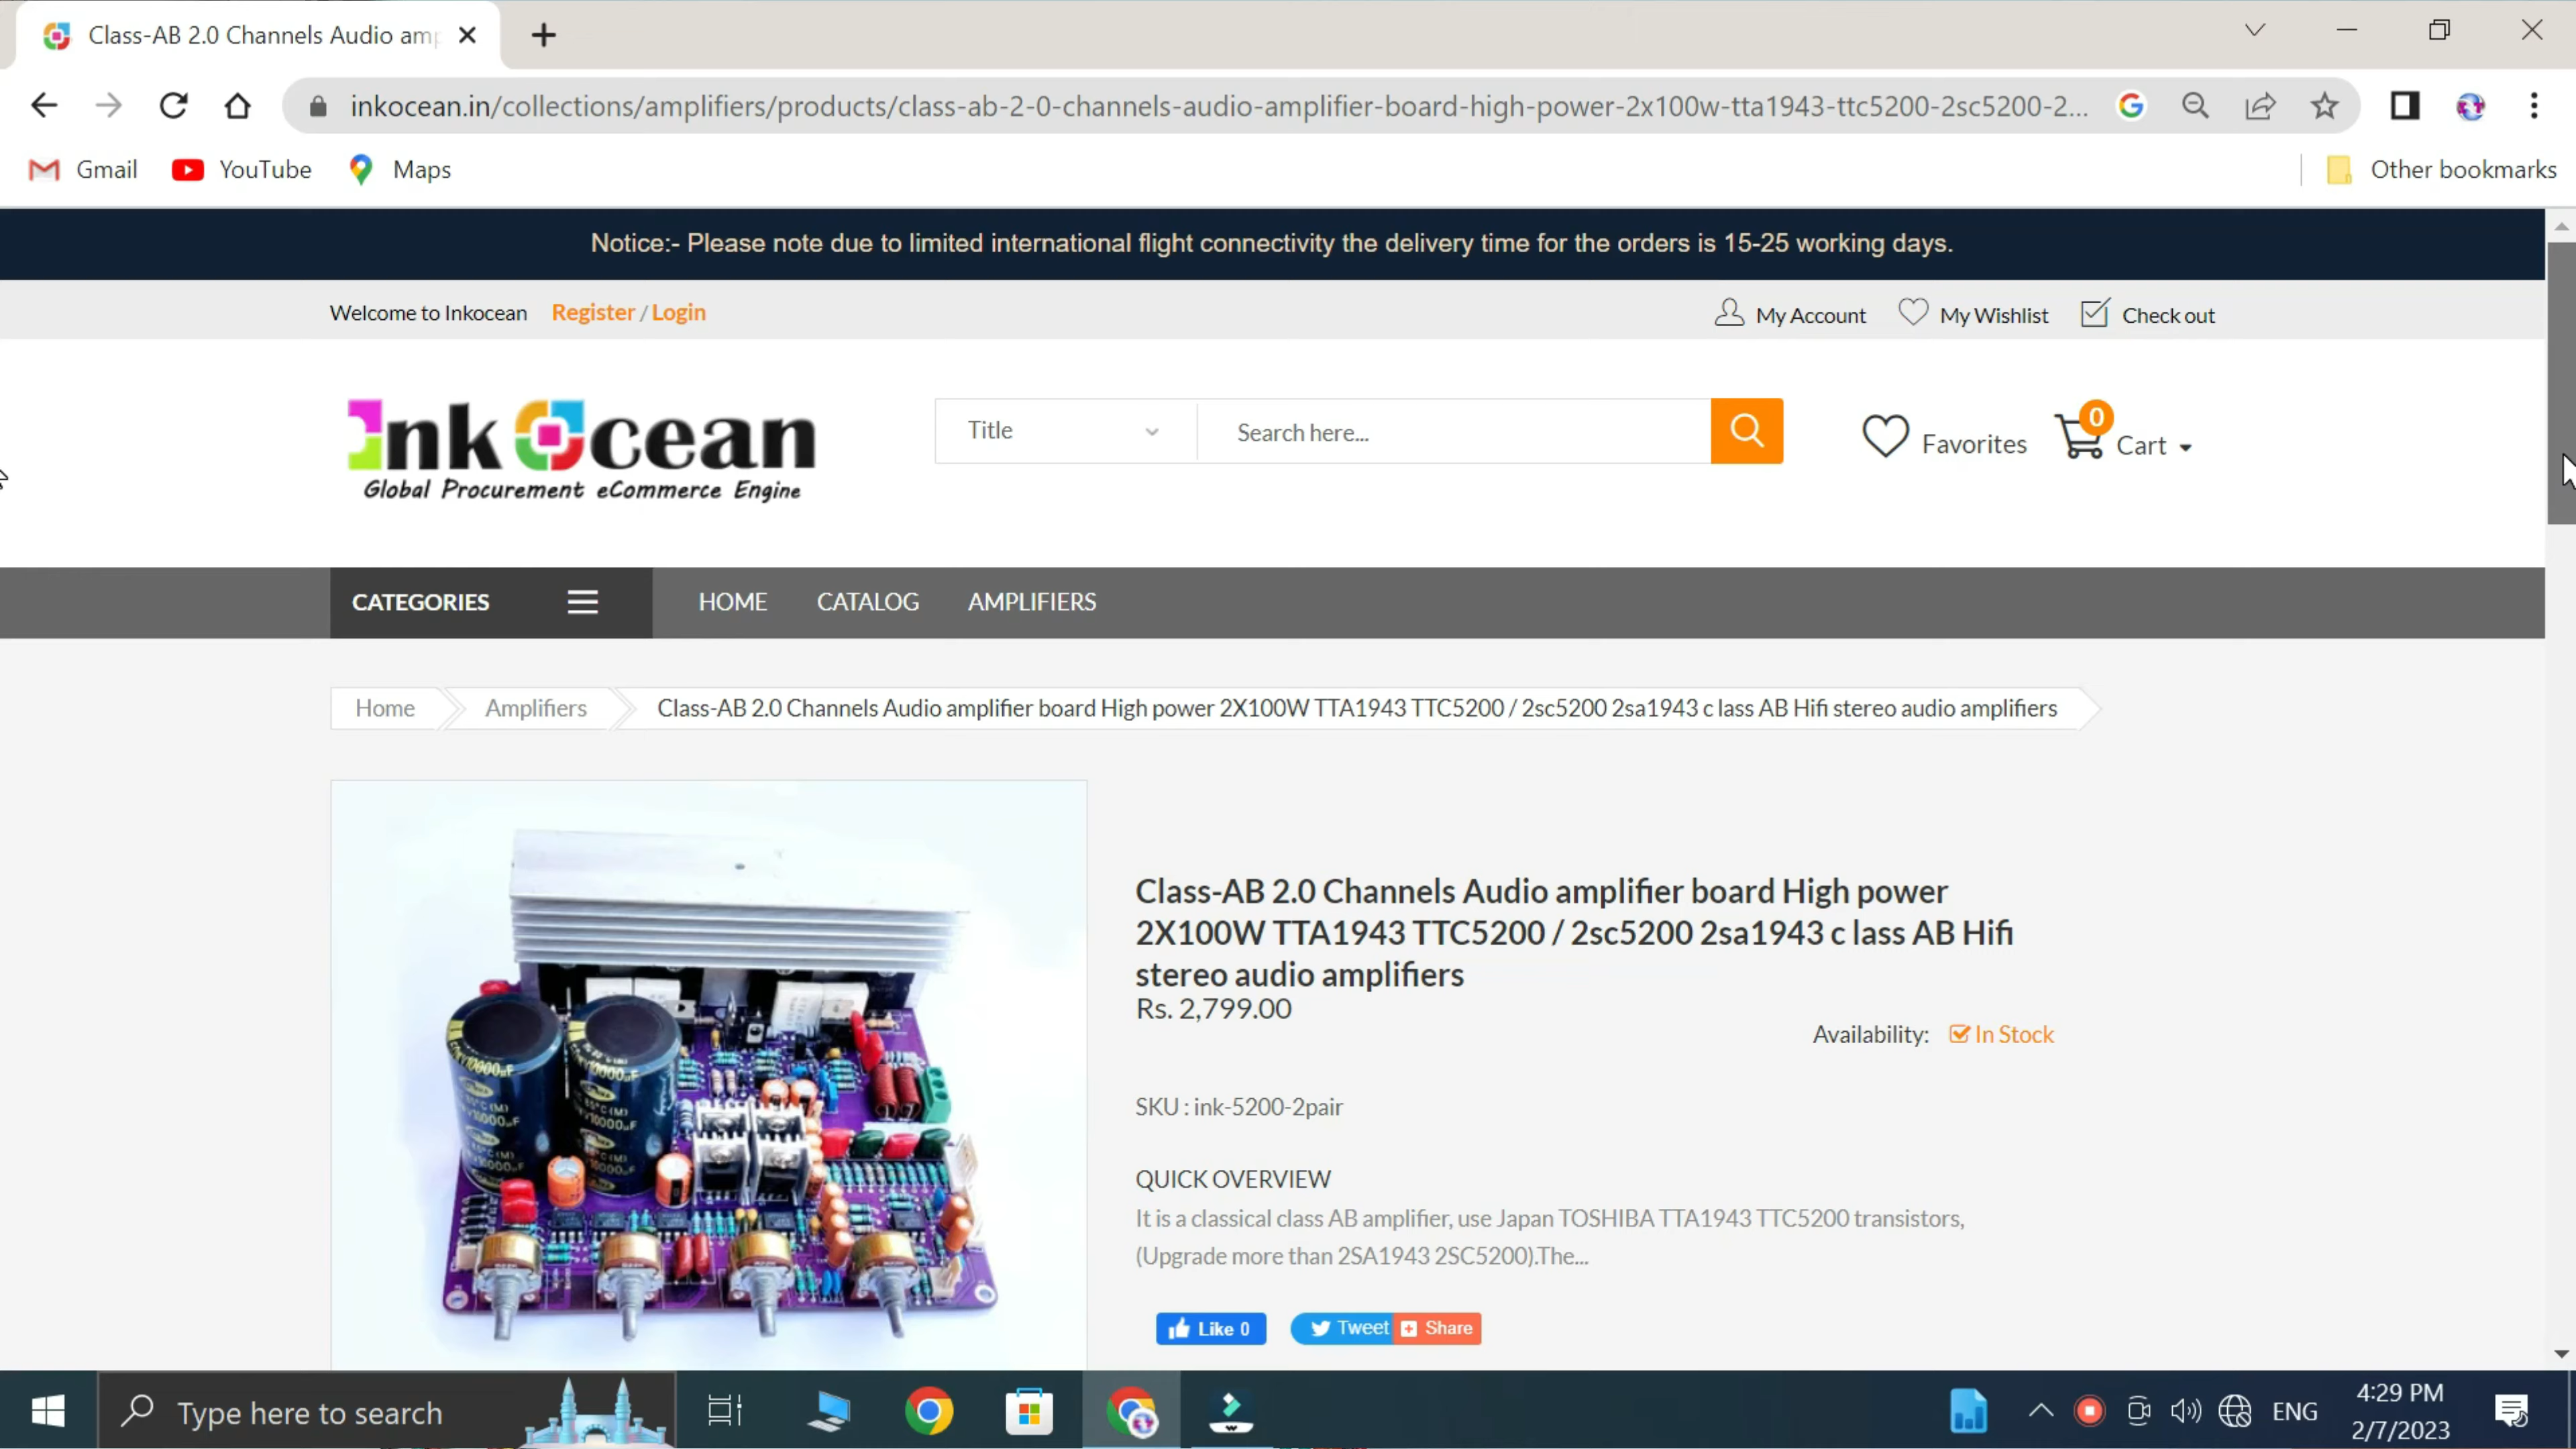 Class-AB 2.0 Channels Audio amp
inkocean.in/collections/amplifiers/products/class-ab-2-0-channels-audio-amplifier-board-high-power-2x100w-tta1943-ttc5200-2sc5200-2...
Gmail YouTube Maps Other bookmarks
Notice:- Please note due to limited international flight connectivity the delivery time for the orders is 15-25 working days.
Welcome to Inkocean Register / Login My Account My Wishlist Check out
Ink Ocean
Global Procurement eCommerce Engine
Title Search here... Favorites 0 Cart
CATEGORIES HOME CATALOG AMPLIFIERS
Home Amplifiers Class-AB 2.0 Channels Audio amplifier board High power 2X100W TTA1943 TTC5200 / 2sc5200 2sa1943 c lass AB Hifi stereo audio amplifiers
Class-AB 2.0 Channels Audio amplifier board High power
2X100W TTA1943 TTC5200 / 2sc5200 2sa1943 c lass AB Hifi
stereo audio amplifiers
Rs. 2,799.00
Availability: In Stock
SKU : ink-5200-2pair
QUICK OVERVIEW
It is a classical class AB amplifier, use Japan TOSHIBA TTA1943 TTC5200 transistors,
(Upgrade more than 2SA1943 2SC5200).The...
Like 0 Tweet Share
Type here to search ENG 4:29 PM
2/7/2023